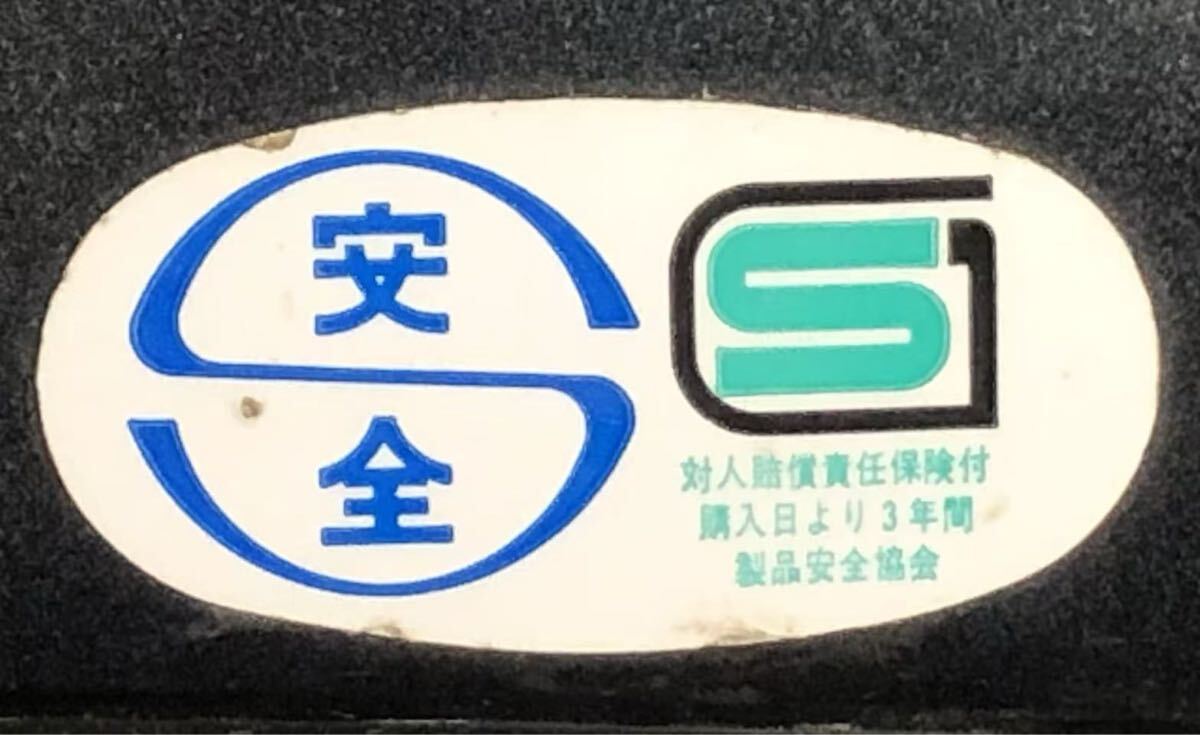 安
全
S
対人賠償責任保険付
購入日より3年間
製品安全協会